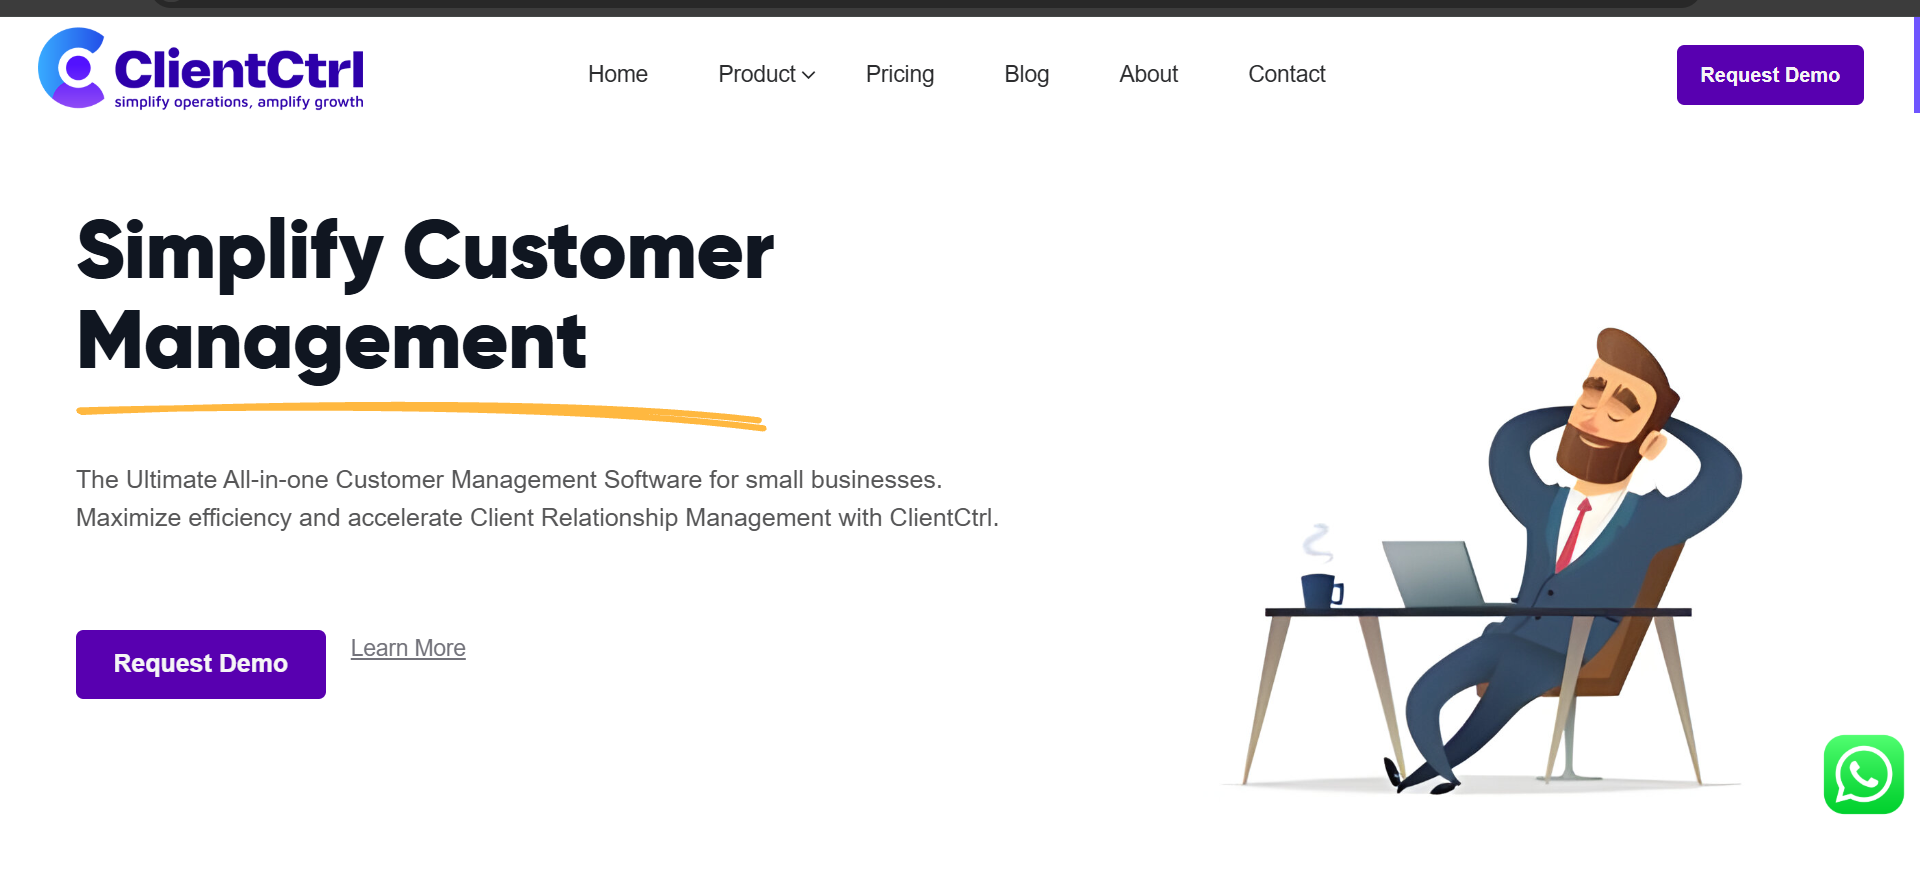 ClientCtrl
simplify operations, amplify growth
Home
Product
Pricing
Blog
About
Contact
Request Demo
Simplify Customer
Management
The Ultimate All-in-one Customer Management Software for small businesses.
Maximize efficiency and accelerate Client Relationship Management with ClientCtrl.
Request Demo
Learn More